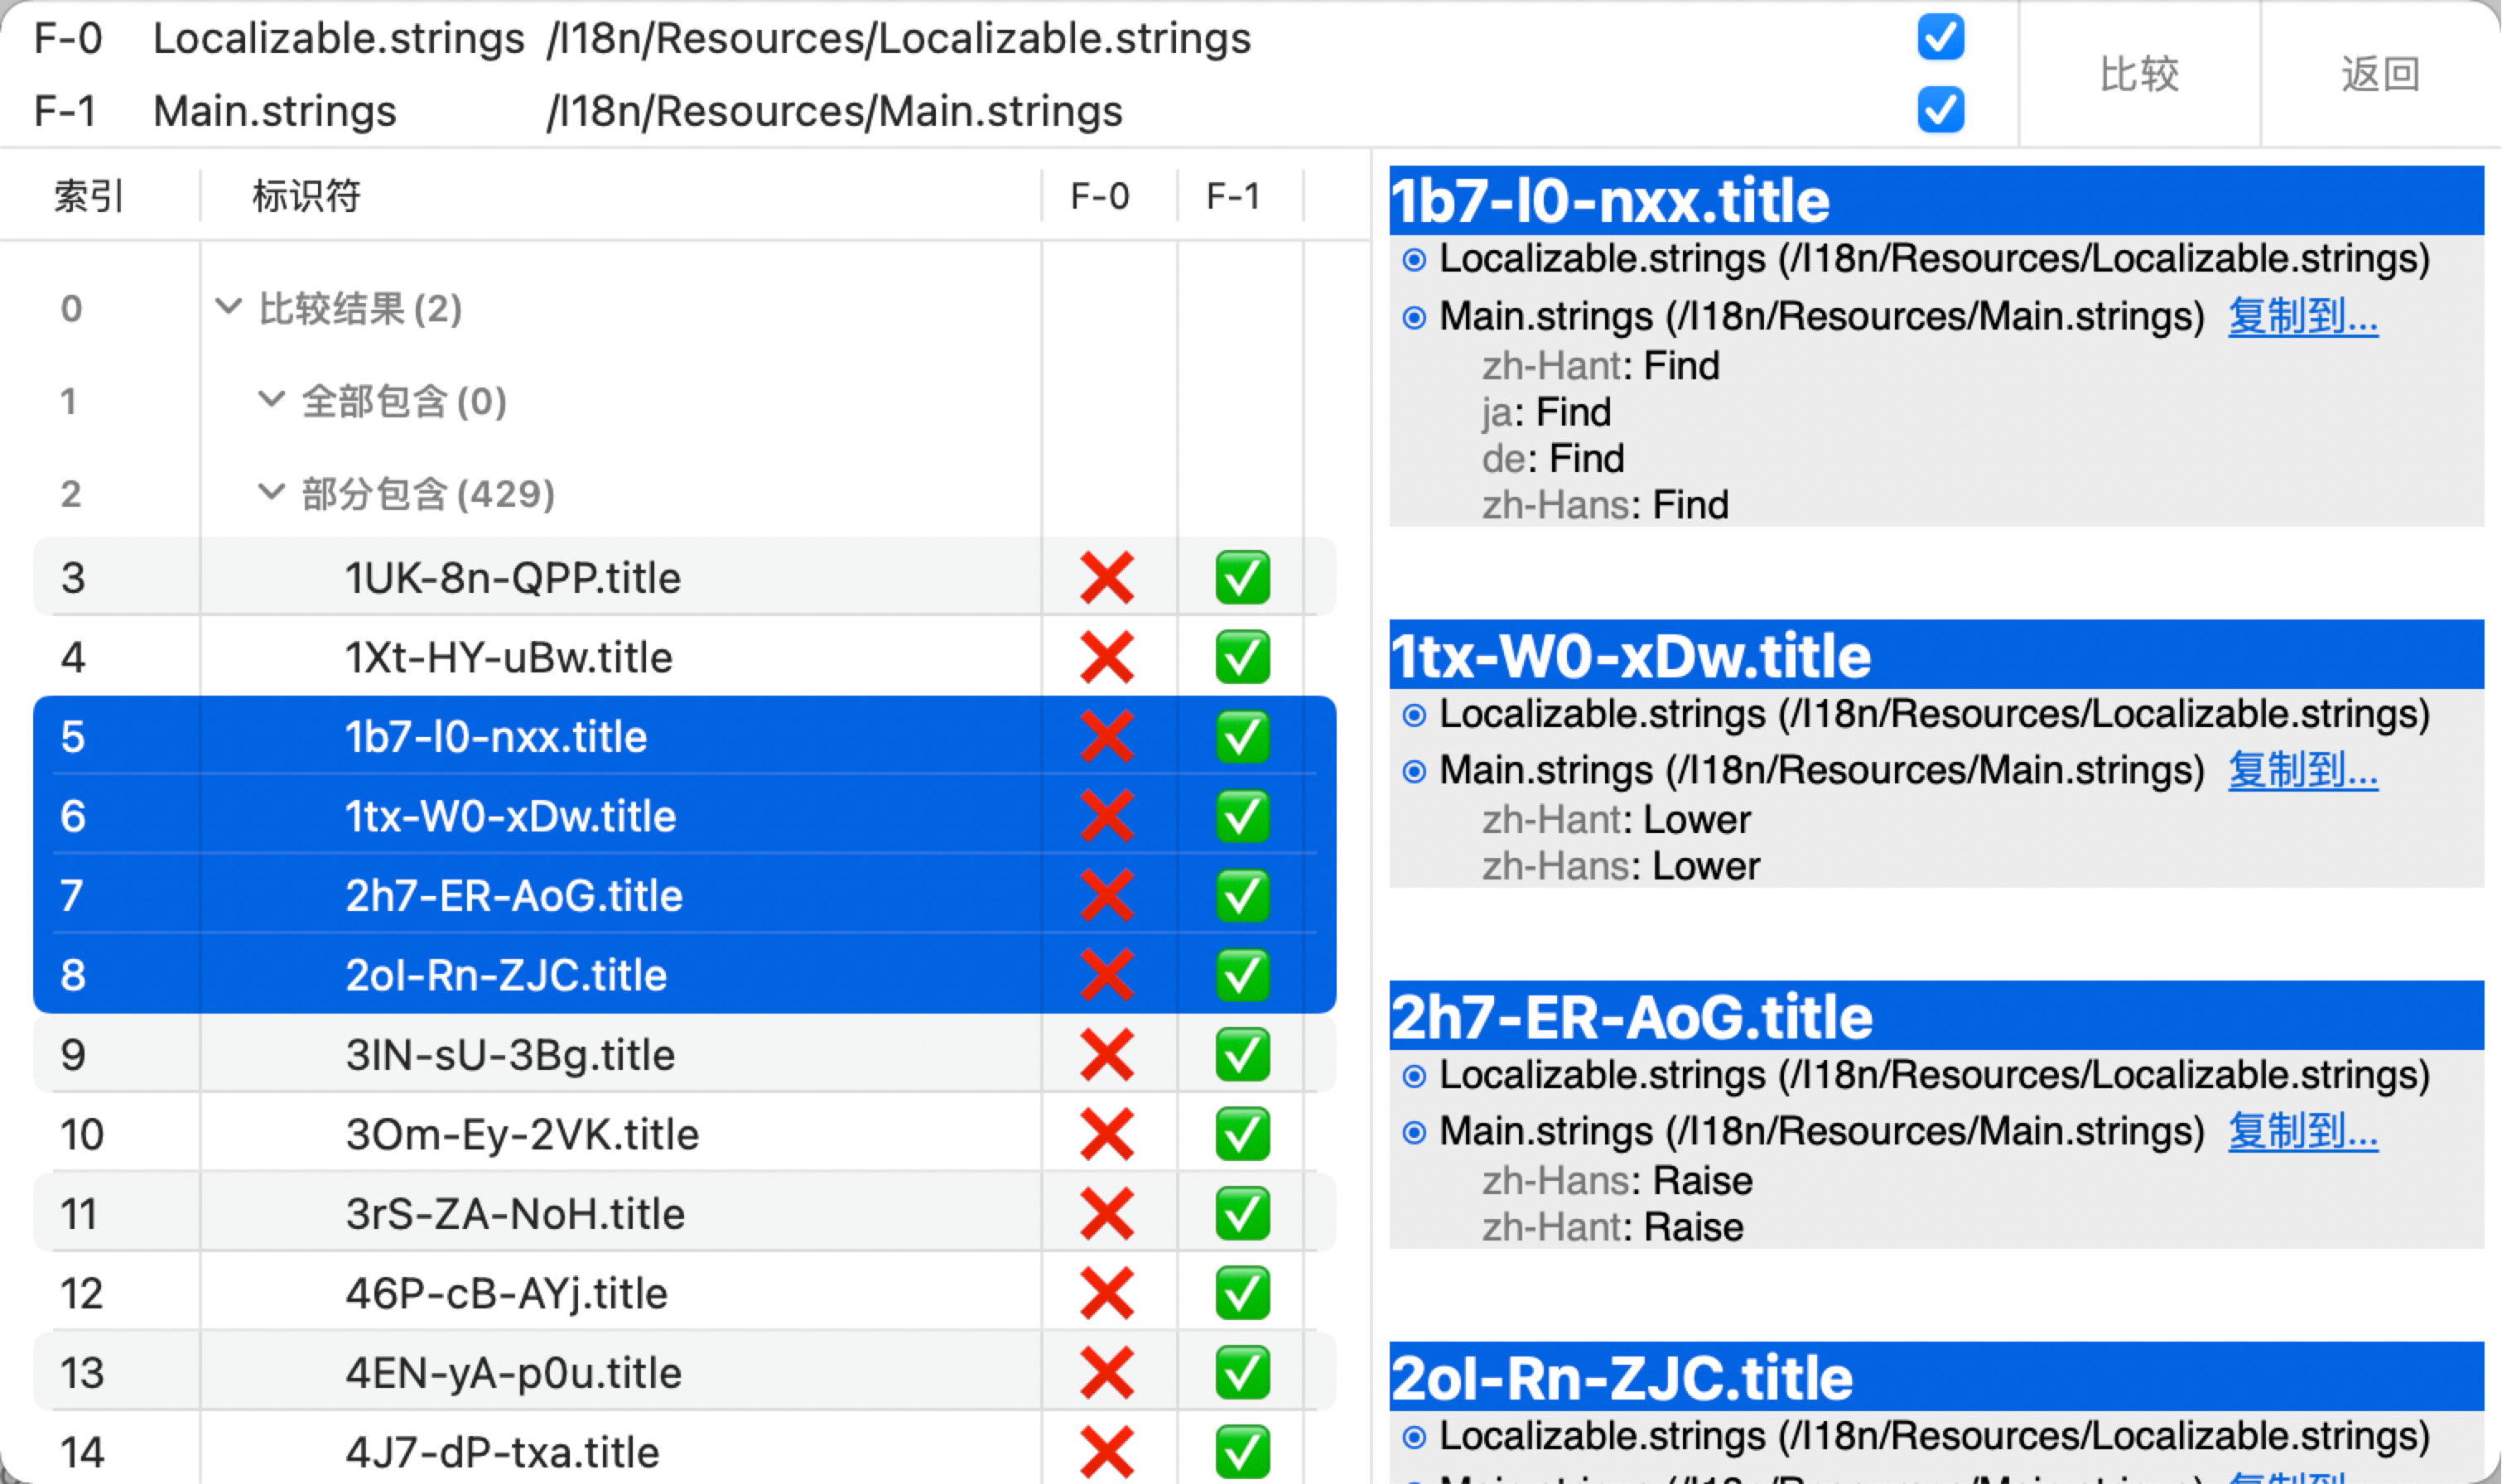 F-0 Localizable.strings /I18n/Resources/Localizable.strings
F-1 Main.strings /I18n/Resources/Main.strings
比较 返回
索引 标识符 F-0 F-1
0 比较结果 (2)
1 全部包含 (0)
2 部分包含 (429)
3 1UK-8n-QPP.title
4 1Xt-HY-uBw.title
5 1b7-l0-nxx.title
6 1tx-W0-xDw.title
7 2h7-ER-AoG.title
8 2oI-Rn-ZJC.title
9 3IN-sU-3Bg.title
10 3Om-Ey-2VK.title
11 3rS-ZA-NoH.title
12 46P-cB-AYj.title
13 4EN-yA-p0u.title
14 4J7-dP-txa.title
1b7-l0-nxx.title
Localizable.strings (/I18n/Resources/Localizable.strings)
Main.strings (/I18n/Resources/Main.strings) 复制到...
zh-Hant: Find
ja: Find
de: Find
zh-Hans: Find
1tx-W0-xDw.title
Localizable.strings (/I18n/Resources/Localizable.strings)
Main.strings (/I18n/Resources/Main.strings) 复制到...
zh-Hant: Lower
zh-Hans: Lower
2h7-ER-AoG.title
Localizable.strings (/I18n/Resources/Localizable.strings)
Main.strings (/I18n/Resources/Main.strings) 复制到...
zh-Hans: Raise
zh-Hant: Raise
2oI-Rn-ZJC.title
Localizable.strings (/I18n/Resources/Localizable.strings)